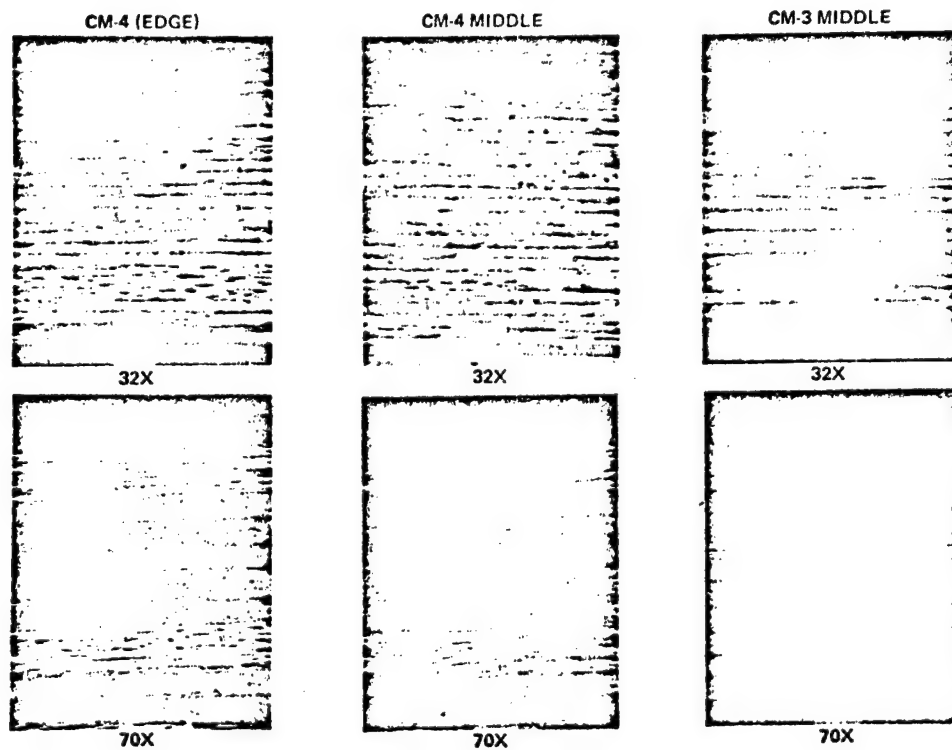 CM-4 (EDGE) CM-4 MIDDLE CM-3 MIDDLE
32X 32X 32X
70X 70X 70X